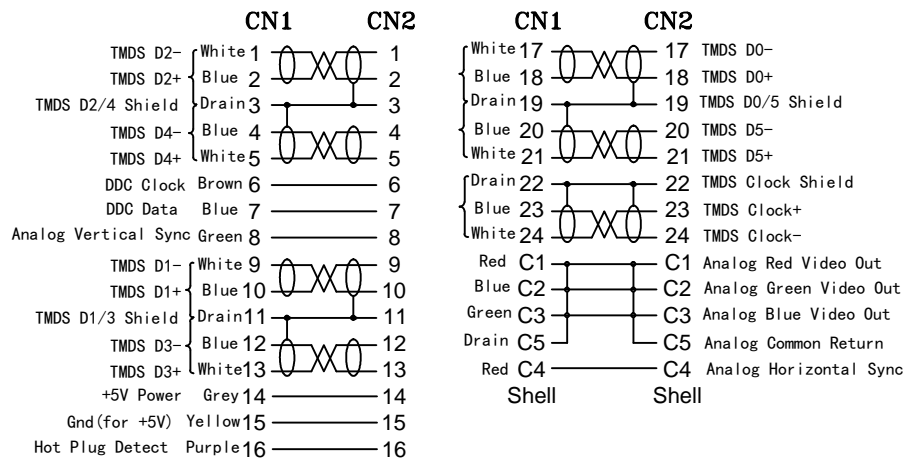 CN1 CN2
TMDS D2- White 1 1
TMDS D2+ Blue 2 2
TMDS D2/4 Shield Drain 3 3
TMDS D4- Blue 4 4
TMDS D4+ White 5 5
DDC Clock Brown 6 6
DDC Data Blue 7 7
Analog Vertical Sync Green 8 8
TMDS D1- White 9 9
TMDS D1+ Blue 10 10
TMDS D1/3 Shield Drain 11 11
TMDS D3- Blue 12 12
TMDS D3+ White 13 13
+5V Power Grey 14 14
Gnd(for +5V) Yellow 15 15
Hot Plug Detect Purple 16 16
CN1 CN2
White 17 17 TMDS D0-
Blue 18 18 TMDS D0+
Drain 19 19 TMDS D0/5 Shield
Blue 20 20 TMDS D5-
White 21 21 TMDS D5+
Drain 22 22 TMDS Clock Shield
Blue 23 23 TMDS Clock+
White 24 24 TMDS Clock-
Red C1 C1 Analog Red Video Out
Blue C2 C2 Analog Green Video Out
Green C3 C3 Analog Blue Video Out
Drain C5 C5 Analog Common Return
Red C4 C4 Analog Horizontal Sync
Shell Shell